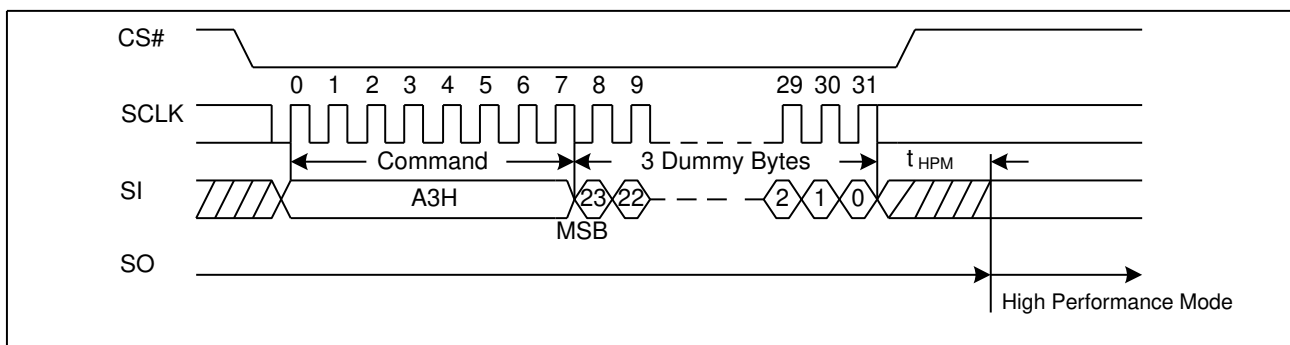 CS#
0 1 2 3 4 5 6 7 8 9 29 30 31
SCLK
Command 3 Dummy Bytes t HPM
SI A3H 23 22 2 1 0
MSB
SO
High Performance Mode